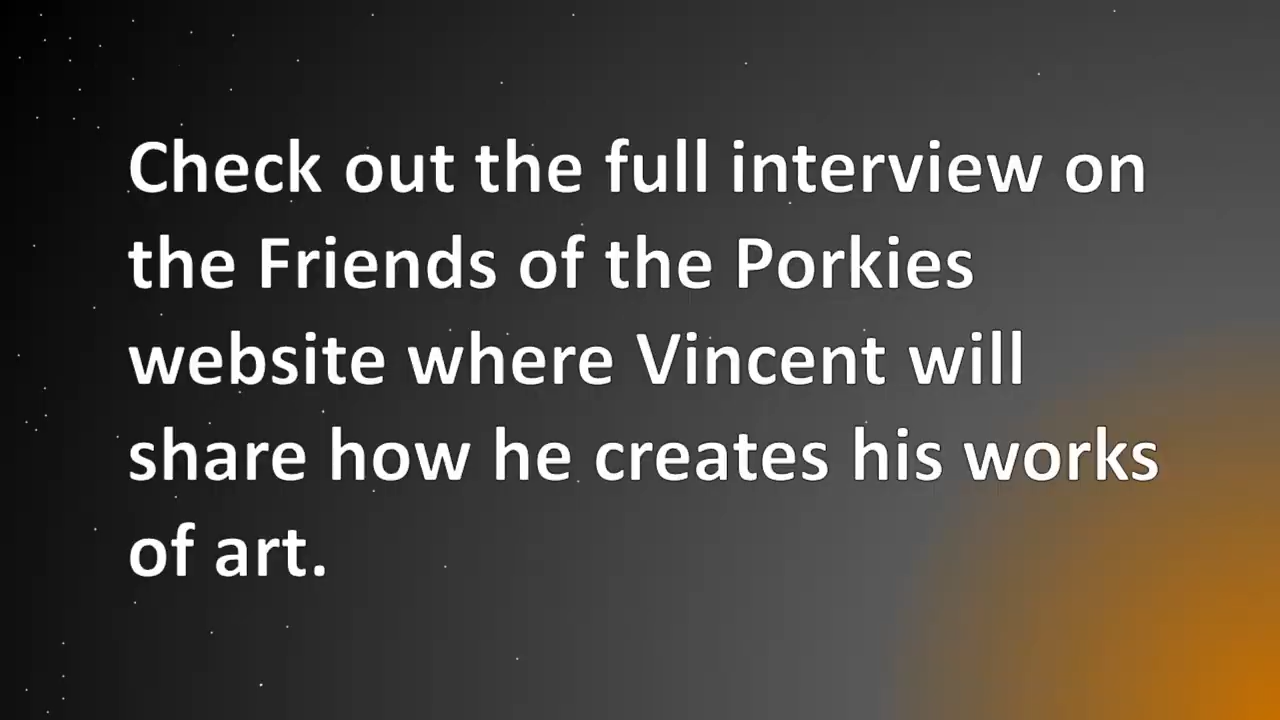 Check out the full interview on
the Friends of the Porkies
website where Vincent will
share how he creates his works
of art.